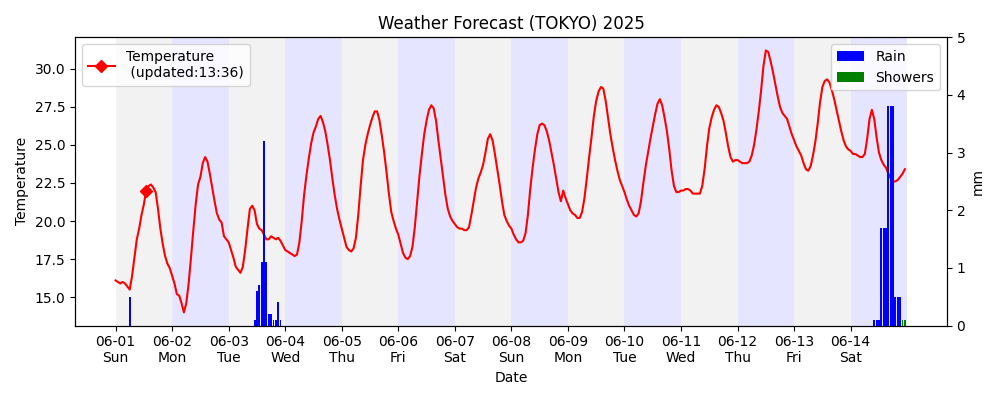 Weather Forecast (TOKYO) 2025
Temperature
(updated:13:36)
Rain
Showers
Temperature
30.0
27.5
25.0
22.5
20.0
17.5
15.0
5
4
3
2
1
0
mm
06-01 06-02 06-03 06-04 06-05 06-06 06-07 06-08 06-09 06-10 06-11 06-12 06-13 06-14
Sun Mon Tue Wed Thu Fri Sat Sun Mon Tue Wed Thu Fri Sat
Date